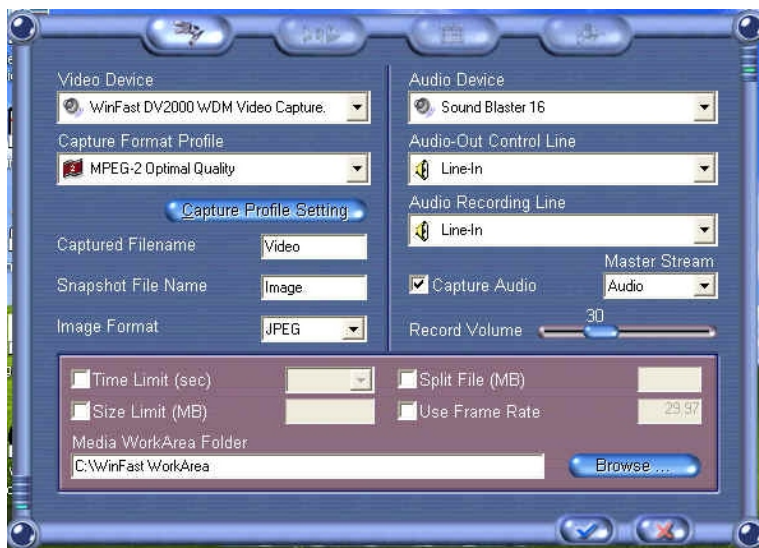 Video Device
WinFast DV2000 WDM Video Capture.
Capture Format Profile
MPEG-2 Optimal Quality
Capture Profile Setting
Captured Filename
Video
Snapshot File Name
Image
Image Format
JPEG
Audio Device
Sound Blaster 16
Audio-Out Control Line
Line-In
Audio Recording Line
Line-In
Master Stream
Capture Audio
Audio
30
Record Volume
Time Limit (sec)
Split File (MB)
Size Limit (MB)
Use Frame Rate
29.97
Media WorkArea Folder
C:\WinFast WorkArea
Browse ...